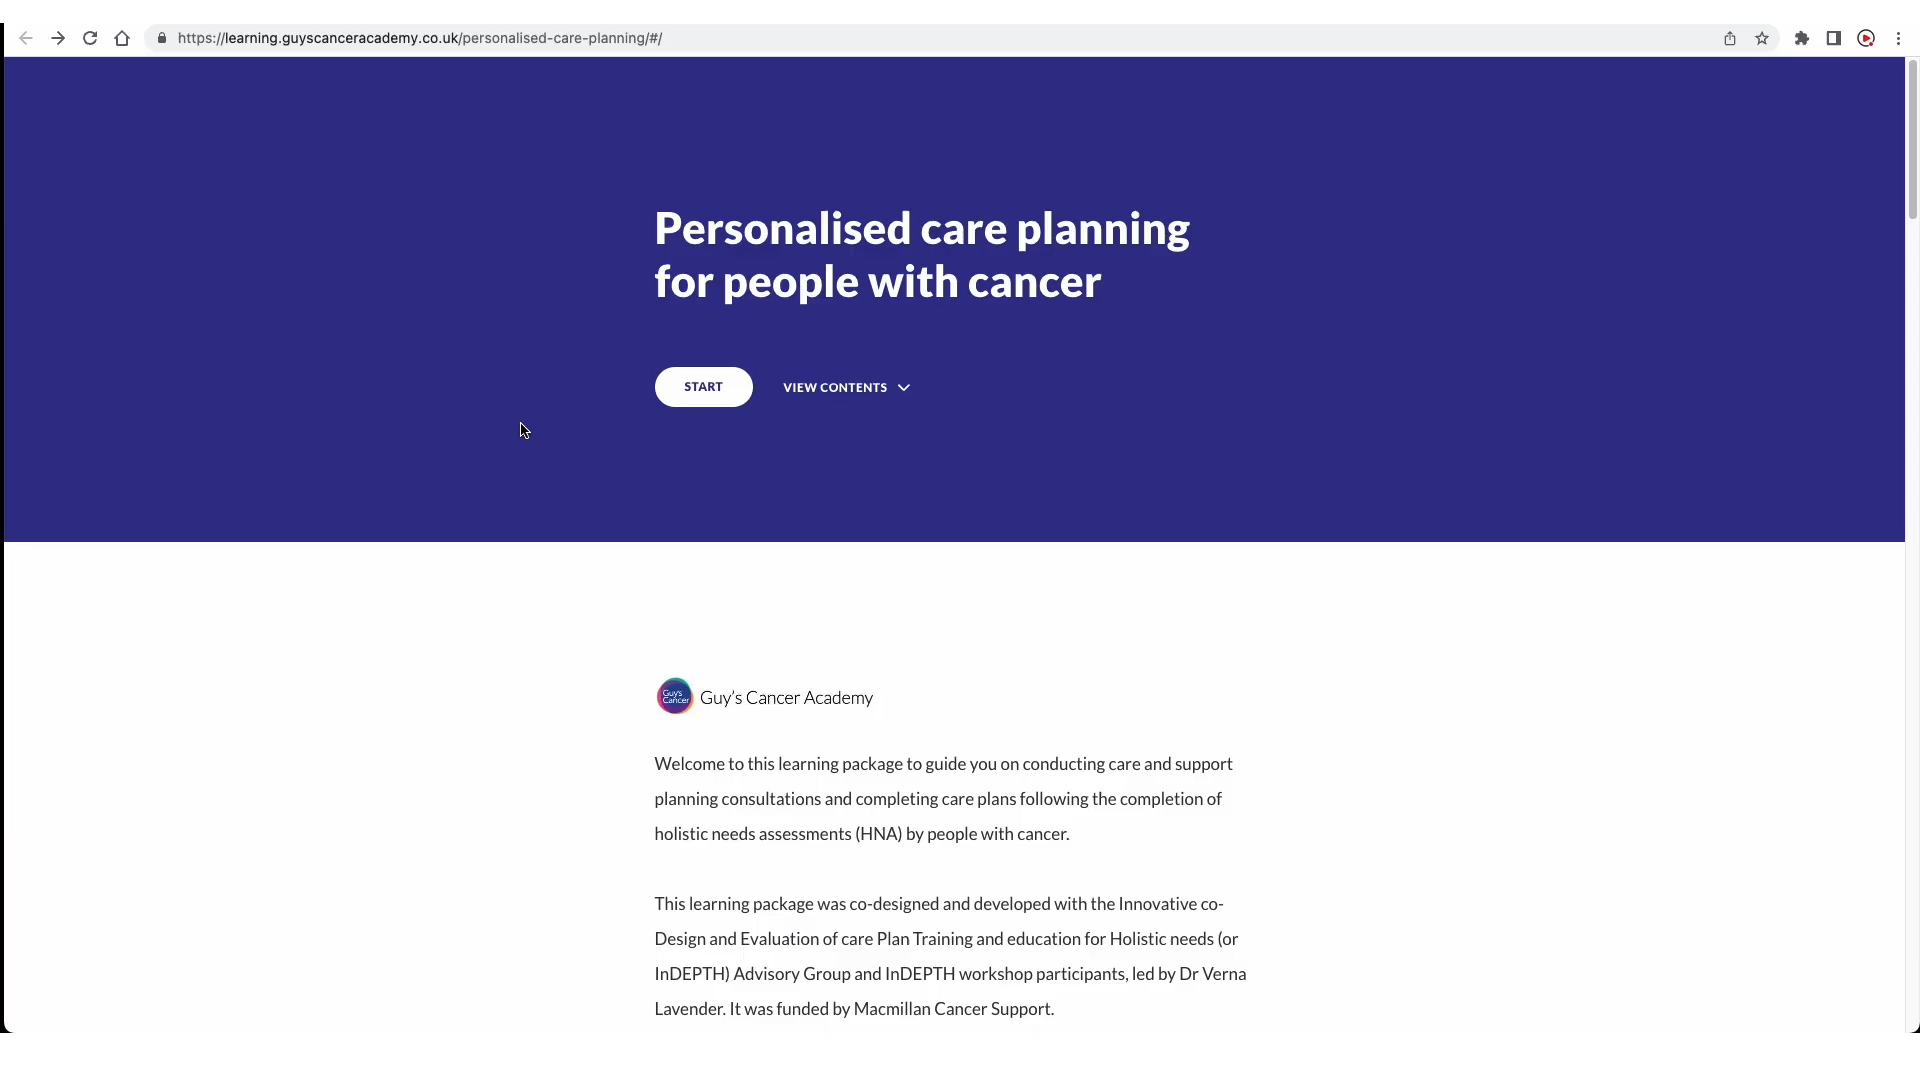 https://learning.guyscanceracademy.co.uk/personalised-care-planning/#/
Personalised care planning
for people with cancer
START
VIEW CONTENTS
Guy's
Cancer
Guy’s Cancer Academy
Welcome to this learning package to guide you on conducting care and support
planning consultations and completing care plans following the completion of
holistic needs assessments (HNA) by people with cancer.
This learning package was co-designed and developed with the Innovative co-
Design and Evaluation of care Plan Training and education for Holistic needs (or
InDEPTH) Advisory Group and InDEPTH workshop participants, led by Dr Verna
Lavender. It was funded by Macmillan Cancer Support.